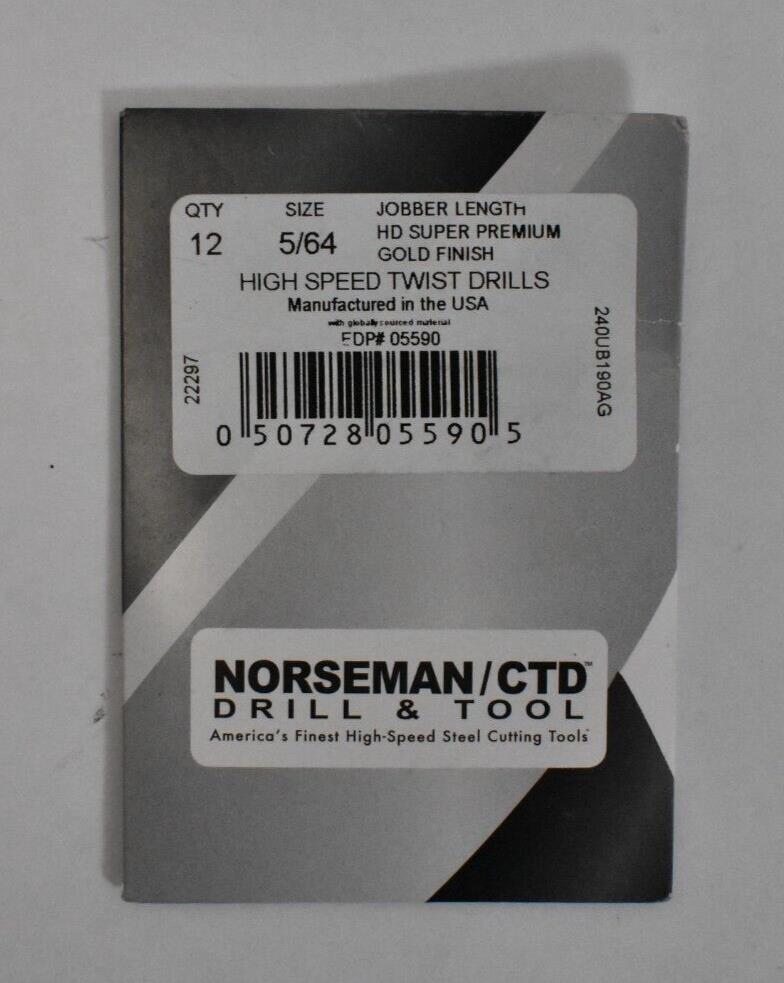 QTY SIZE JOBBER LENGTH
12 5/64 HD SUPER PREMIUM
GOLD FINISH
HIGH SPEED TWIST DRILLS
Manufactured in the USA
with globally sourced material
EDP# 05590
22297
240UB190AG
0 50728 05590 5
NORSEMAN/CTD™
DRILL & TOOL
America's Finest High-Speed Steel Cutting Tools